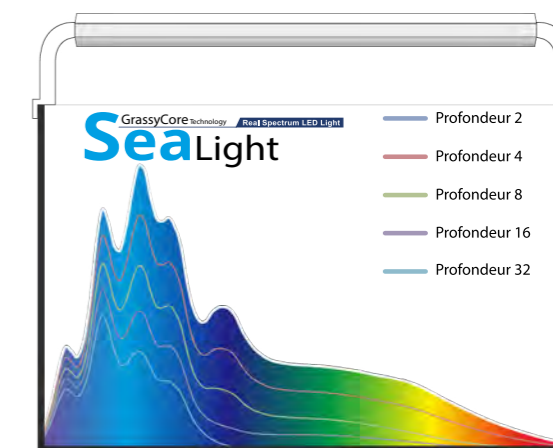 GrassyCore Technology Real Spectrum LED Light
SeaLight
Profondeur 2
Profondeur 4
Profondeur 8
Profondeur 16
Profondeur 32